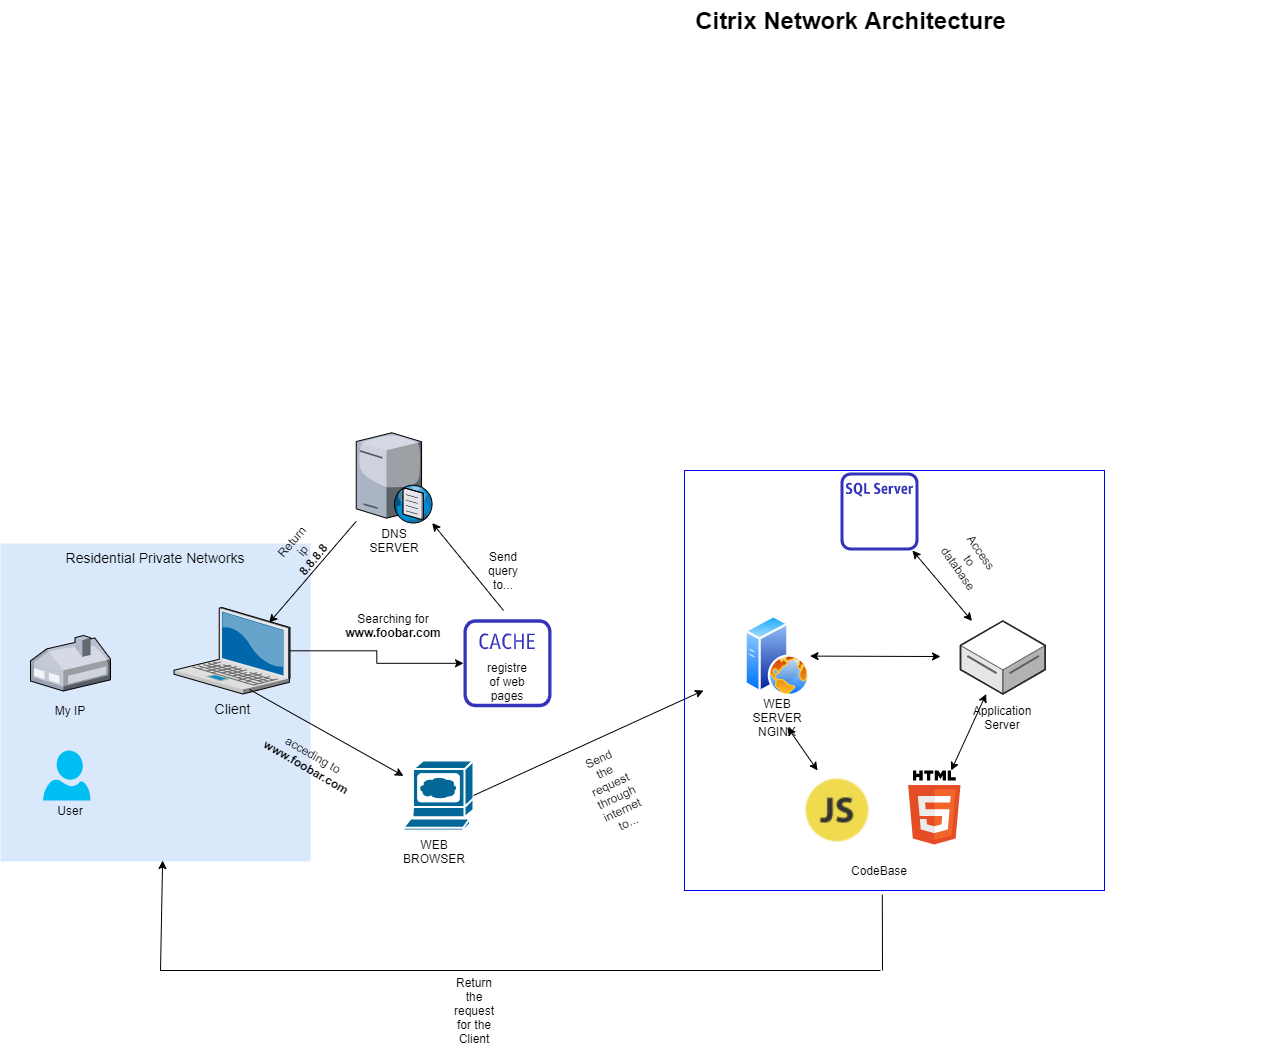 Citrix Network Architecture
DNS
SERVER
Return
ip
8.8.8.8
Send
query
to...
Residential Private Networks
Searching for
www.foobar.com
CACHE
registre
of web
pages
My IP
Client
User
acceding to
www.foobar.com
WEB
BROWSER
Send
the
request
through
internet
to...
SQL Server
Access
to
database
WEB
SERVER
NGINX
Application
Server
JS
HTML
5
CodeBase
Return
the
request
for the
Client